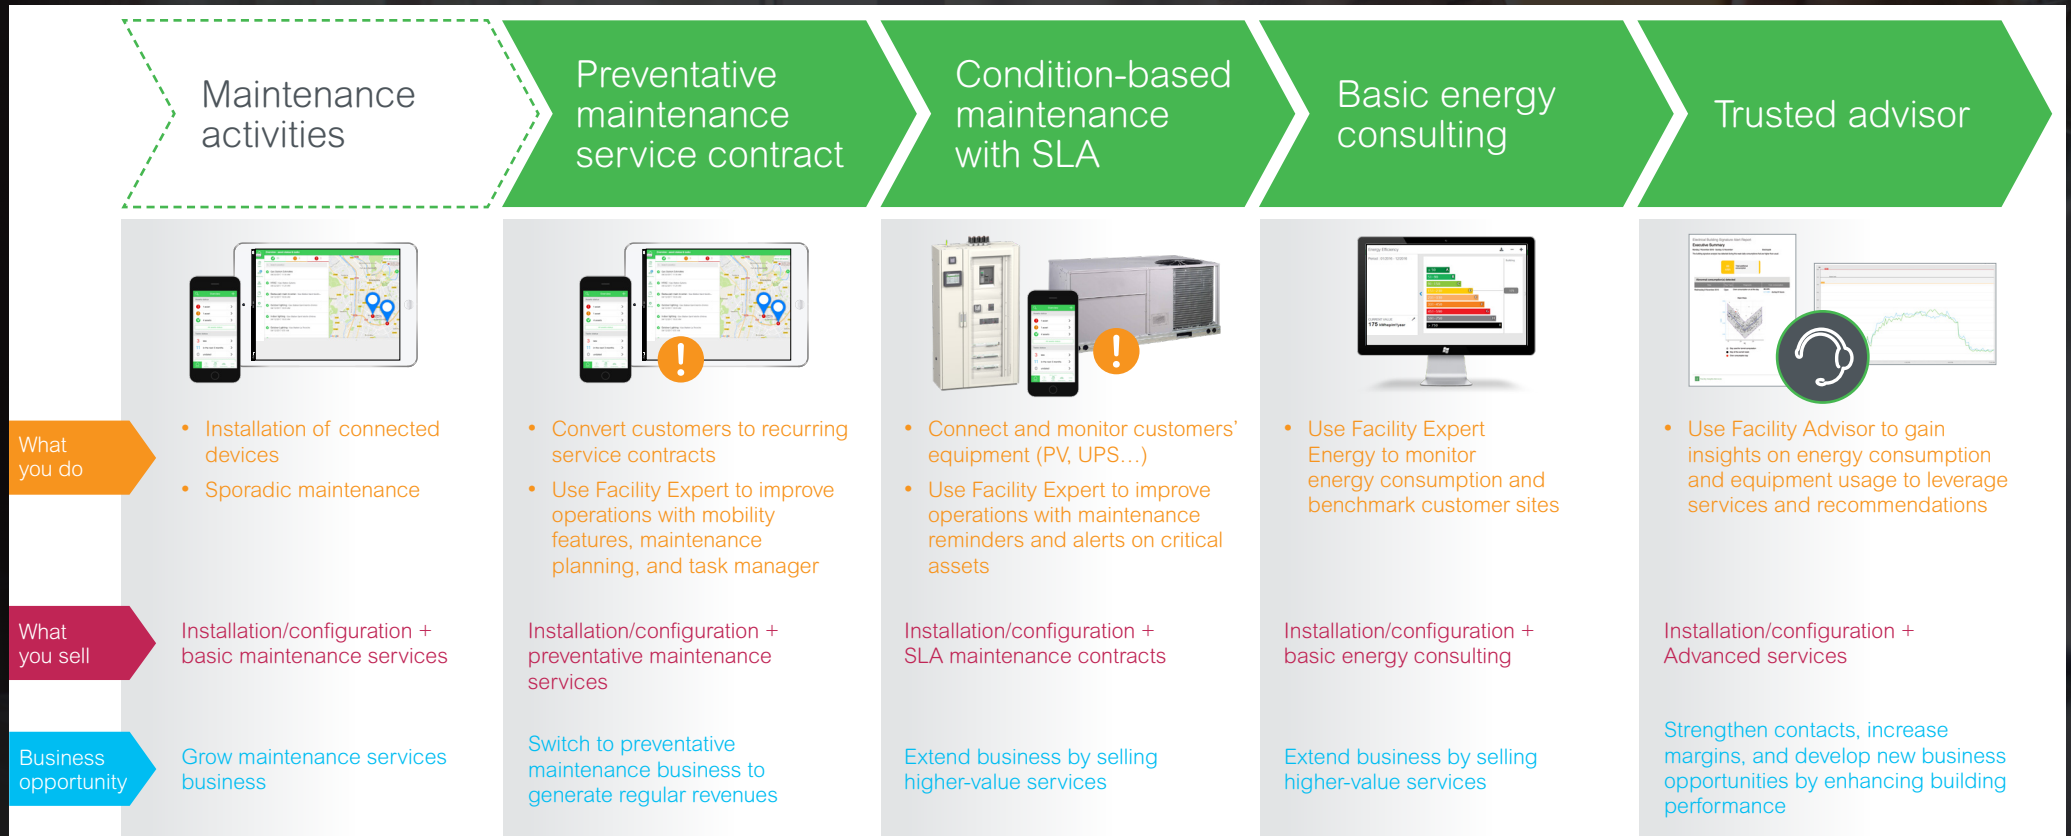 Maintenance
activities
Preventative
maintenance
service contract
Condition-based
maintenance
with SLA
Basic energy
consulting
Trusted advisor
What
you do
• Installation of connected
devices
• Sporadic maintenance
• Convert customers to recurring
service contracts
• Use Facility Expert to improve
operations with mobility
features, maintenance
planning, and task manager
• Connect and monitor customers’
equipment (PV, UPS…)
• Use Facility Expert to improve
operations with maintenance
reminders and alerts on critical
assets
• Use Facility Expert
Energy to monitor
energy consumption and
benchmark customer sites
• Use Facility Advisor to gain
insights on energy consumption
and equipment usage to leverage
services and recommendations
What
you sell
Installation/configuration +
basic maintenance services
Installation/configuration +
preventative maintenance
services
Installation/configuration +
SLA maintenance contracts
Installation/configuration +
basic energy consulting
Installation/configuration +
Advanced services
Business
opportunity
Grow maintenance services
business
Switch to preventative
maintenance business to
generate regular revenues
Extend business by selling
higher-value services
Extend business by selling
higher-value services
Strengthen contacts, increase
margins, and develop new business
opportunities by enhancing building
performance